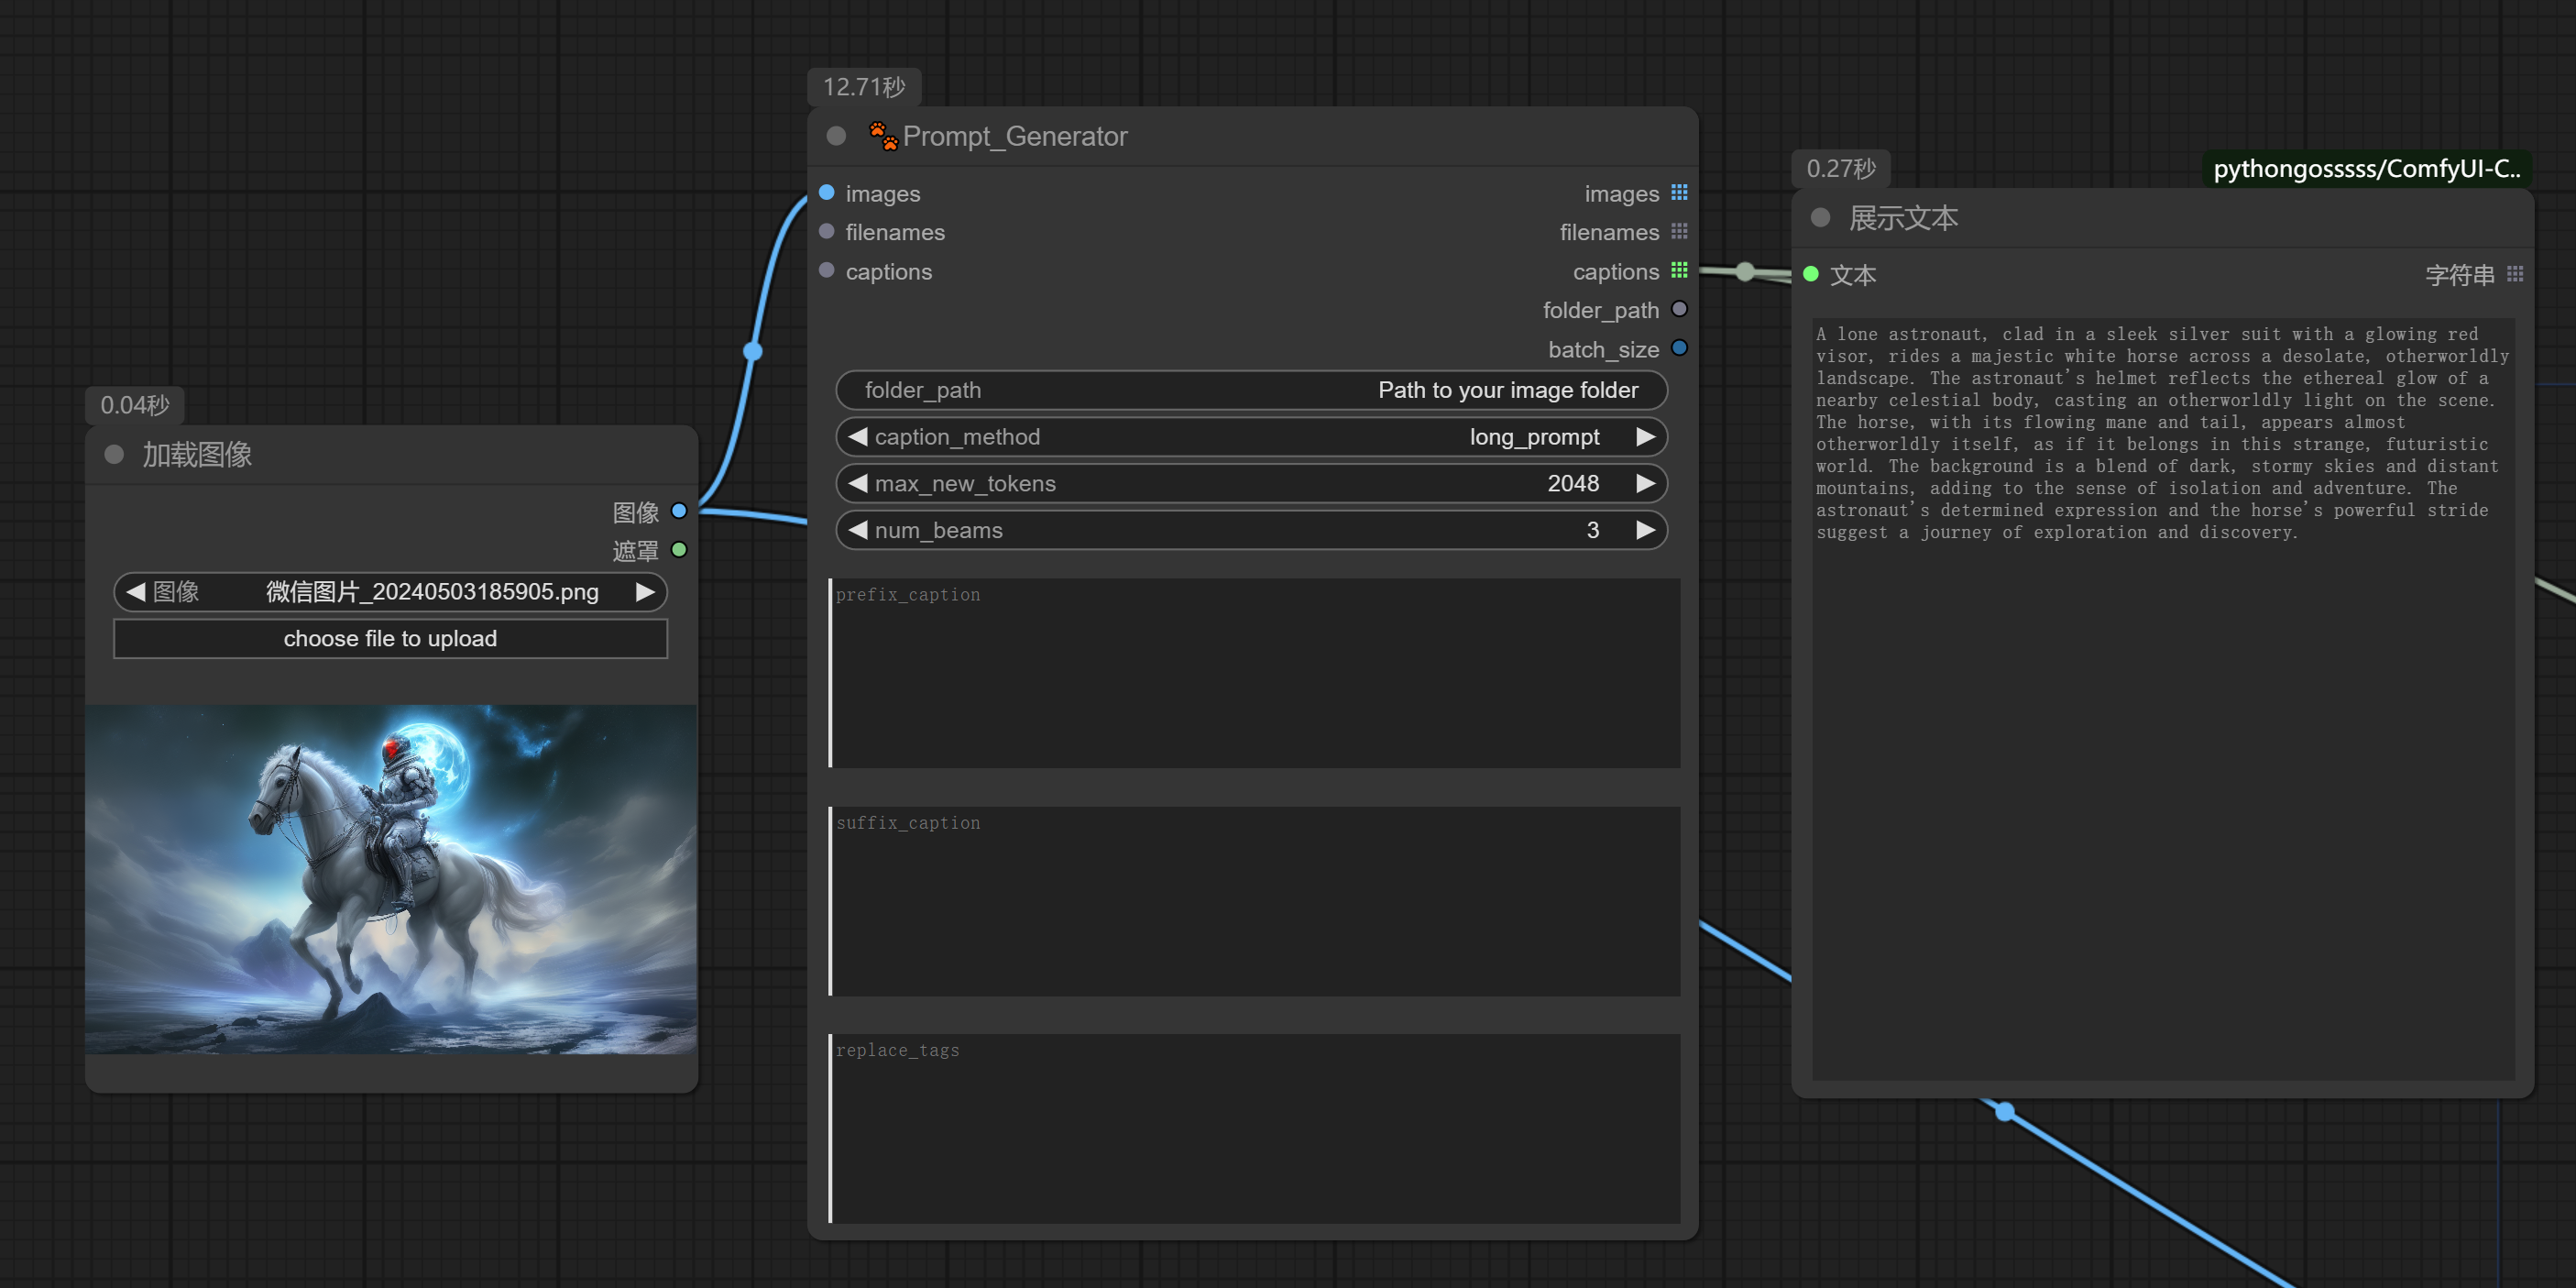 0.04秒
加载图像
图像
遮罩
图像 微信图片_20240503185905.png
choose file to upload
12.71秒
Prompt_Generator
images images
filenames filenames
captions captions
folder_path
batch_size
folder_path Path to your image folder
caption_method long_prompt
max_new_tokens 2048
num_beams 3
prefix_caption
suffix_caption
replace_tags
0.27秒 pythongosssss/ComfyUI-C..
展示文本
文本 字符串
A lone astronaut, clad in a sleek silver suit with a glowing red
visor, rides a majestic white horse across a desolate, otherworldly
landscape. The astronaut's helmet reflects the ethereal glow of a
nearby celestial body, casting an otherworldly light on the scene.
The horse, with its flowing mane and tail, appears almost
otherworldly itself, as if it belongs in this strange, futuristic
world. The background is a blend of dark, stormy skies and distant
mountains, adding to the sense of isolation and adventure. The
astronaut's determined expression and the horse's powerful stride
suggest a journey of exploration and discovery.